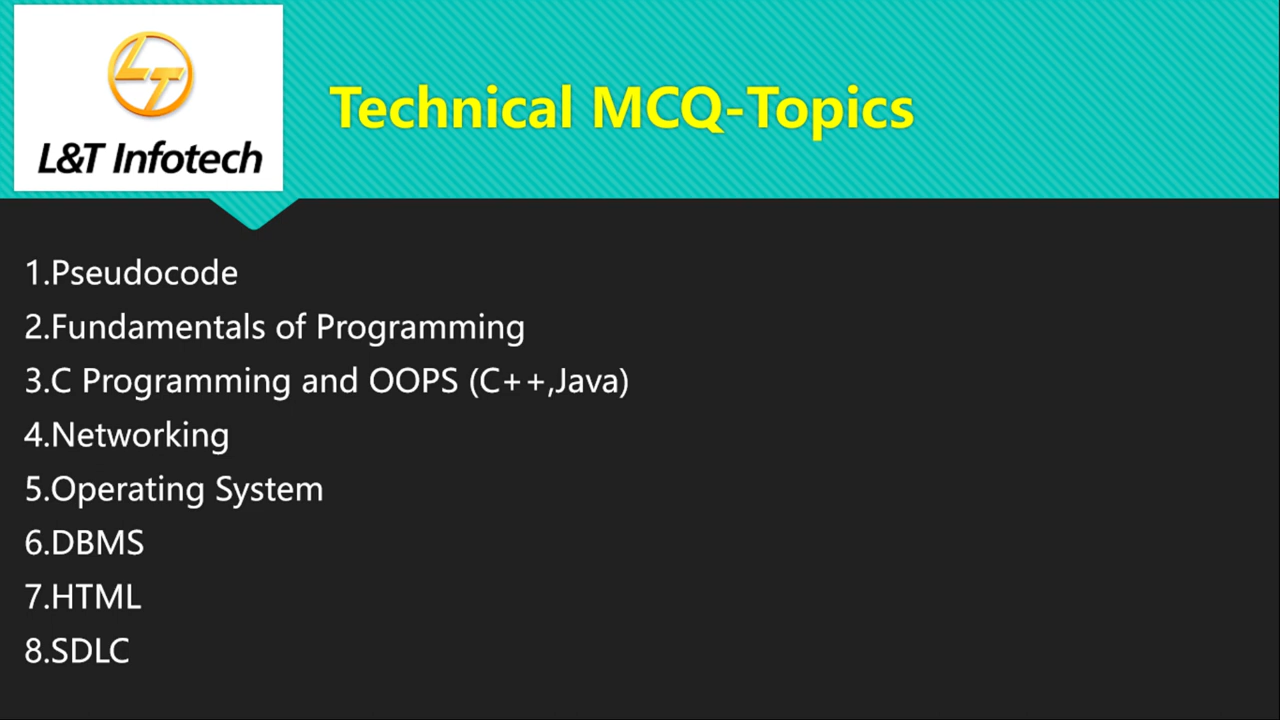 LT
L&T Infotech
Technical MCQ-Topics
1.Pseudocode
2.Fundamentals of Programming
3.C Programming and OOPS (C++,Java)
4.Networking
5.Operating System
6.DBMS
7.HTML
8.SDLC